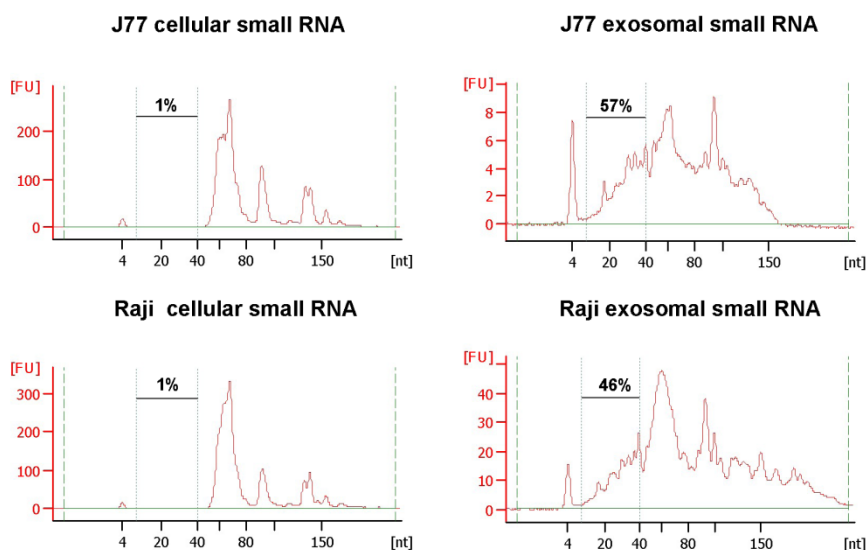 J77 cellular small RNA
[FU]
1%
200
100
0
4 20 40 80 150 [nt]
J77 exosomal small RNA
[FU]
57%
8
6
4
2
0
4 20 40 80 150 [nt]
Raji cellular small RNA
[FU]
1%
300
200
100
0
4 20 40 80 150 [nt]
Raji exosomal small RNA
[FU]
46%
40
30
20
10
0
4 20 40 80 150 [nt]